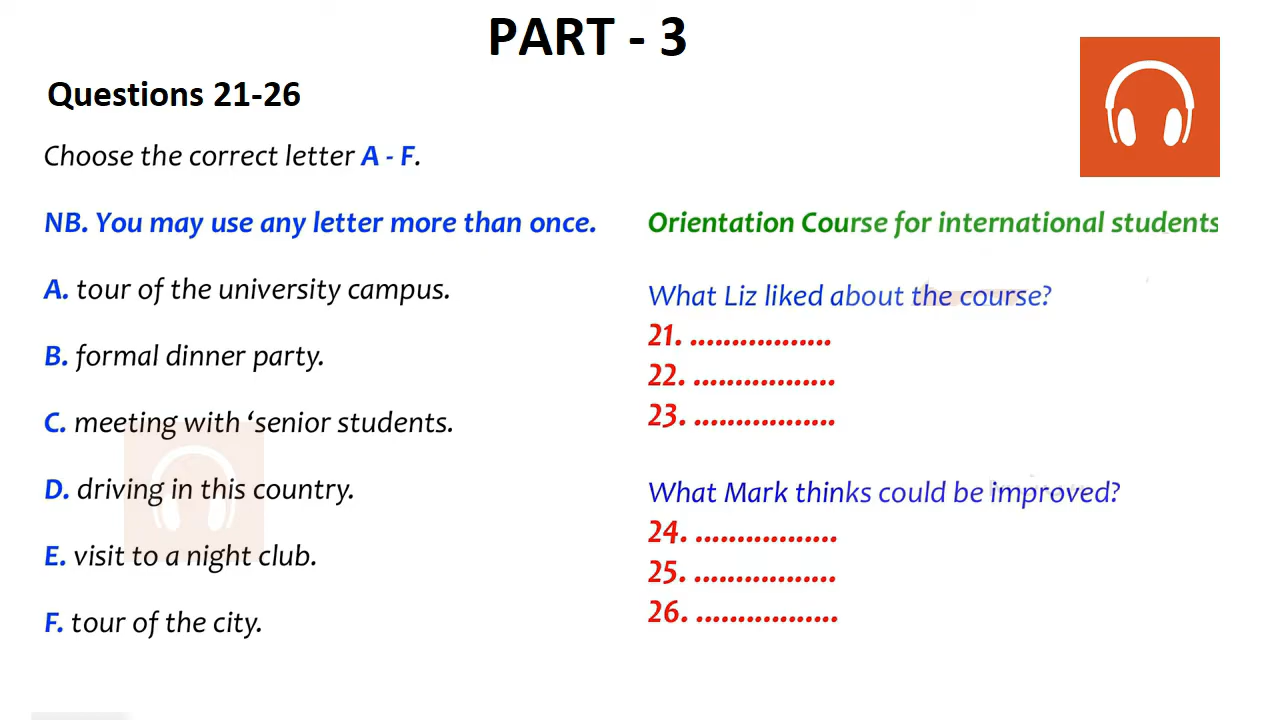 PART - 3
Questions 21-26
Choose the correct letter A - F.
NB. You may use any letter more than once.
A. tour of the university campus.
B. formal dinner party.
C. meeting with ‘senior students.
D. driving in this country.
E. visit to a night club.
F. tour of the city.
Orientation Course for international students
What Liz liked about the course?
21. .................
22. .................
23. .................
What Mark thinks could be improved?
24. .................
25. .................
26. .................